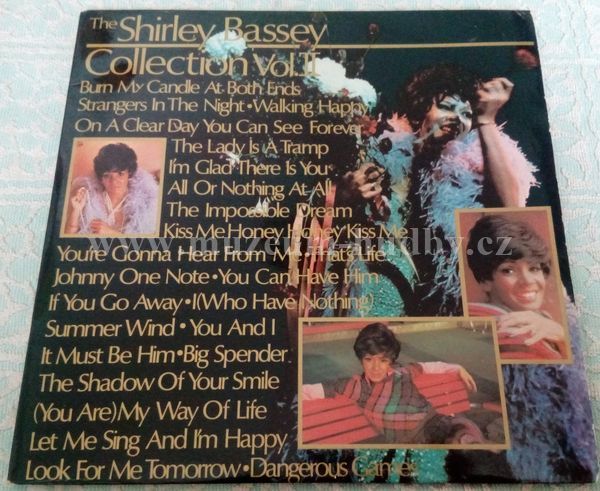 The Shirley Bassey
Collection Vol. II
Burn My Candle At Both Ends
Strangers In The Night • Walking Happy
On A Clear Day You Can See Forever
The Lady Is A Tramp
I'm Glad There Is You
All Or Nothing At All
The Impossible Dream
Kiss Me Honey Honey Kiss Me
You're Gonna Hear From Me • That's Life
Johnny One Note • You Can Have Him
If You Go Away • I (Who Have Nothing)
Summer Wind • You And I
It Must Be Him • Big Spender
The Shadow Of Your Smile
(You Are) My Way Of Life
Let Me Sing And I'm Happy
Look For Me Tomorrow • Dangerous Games